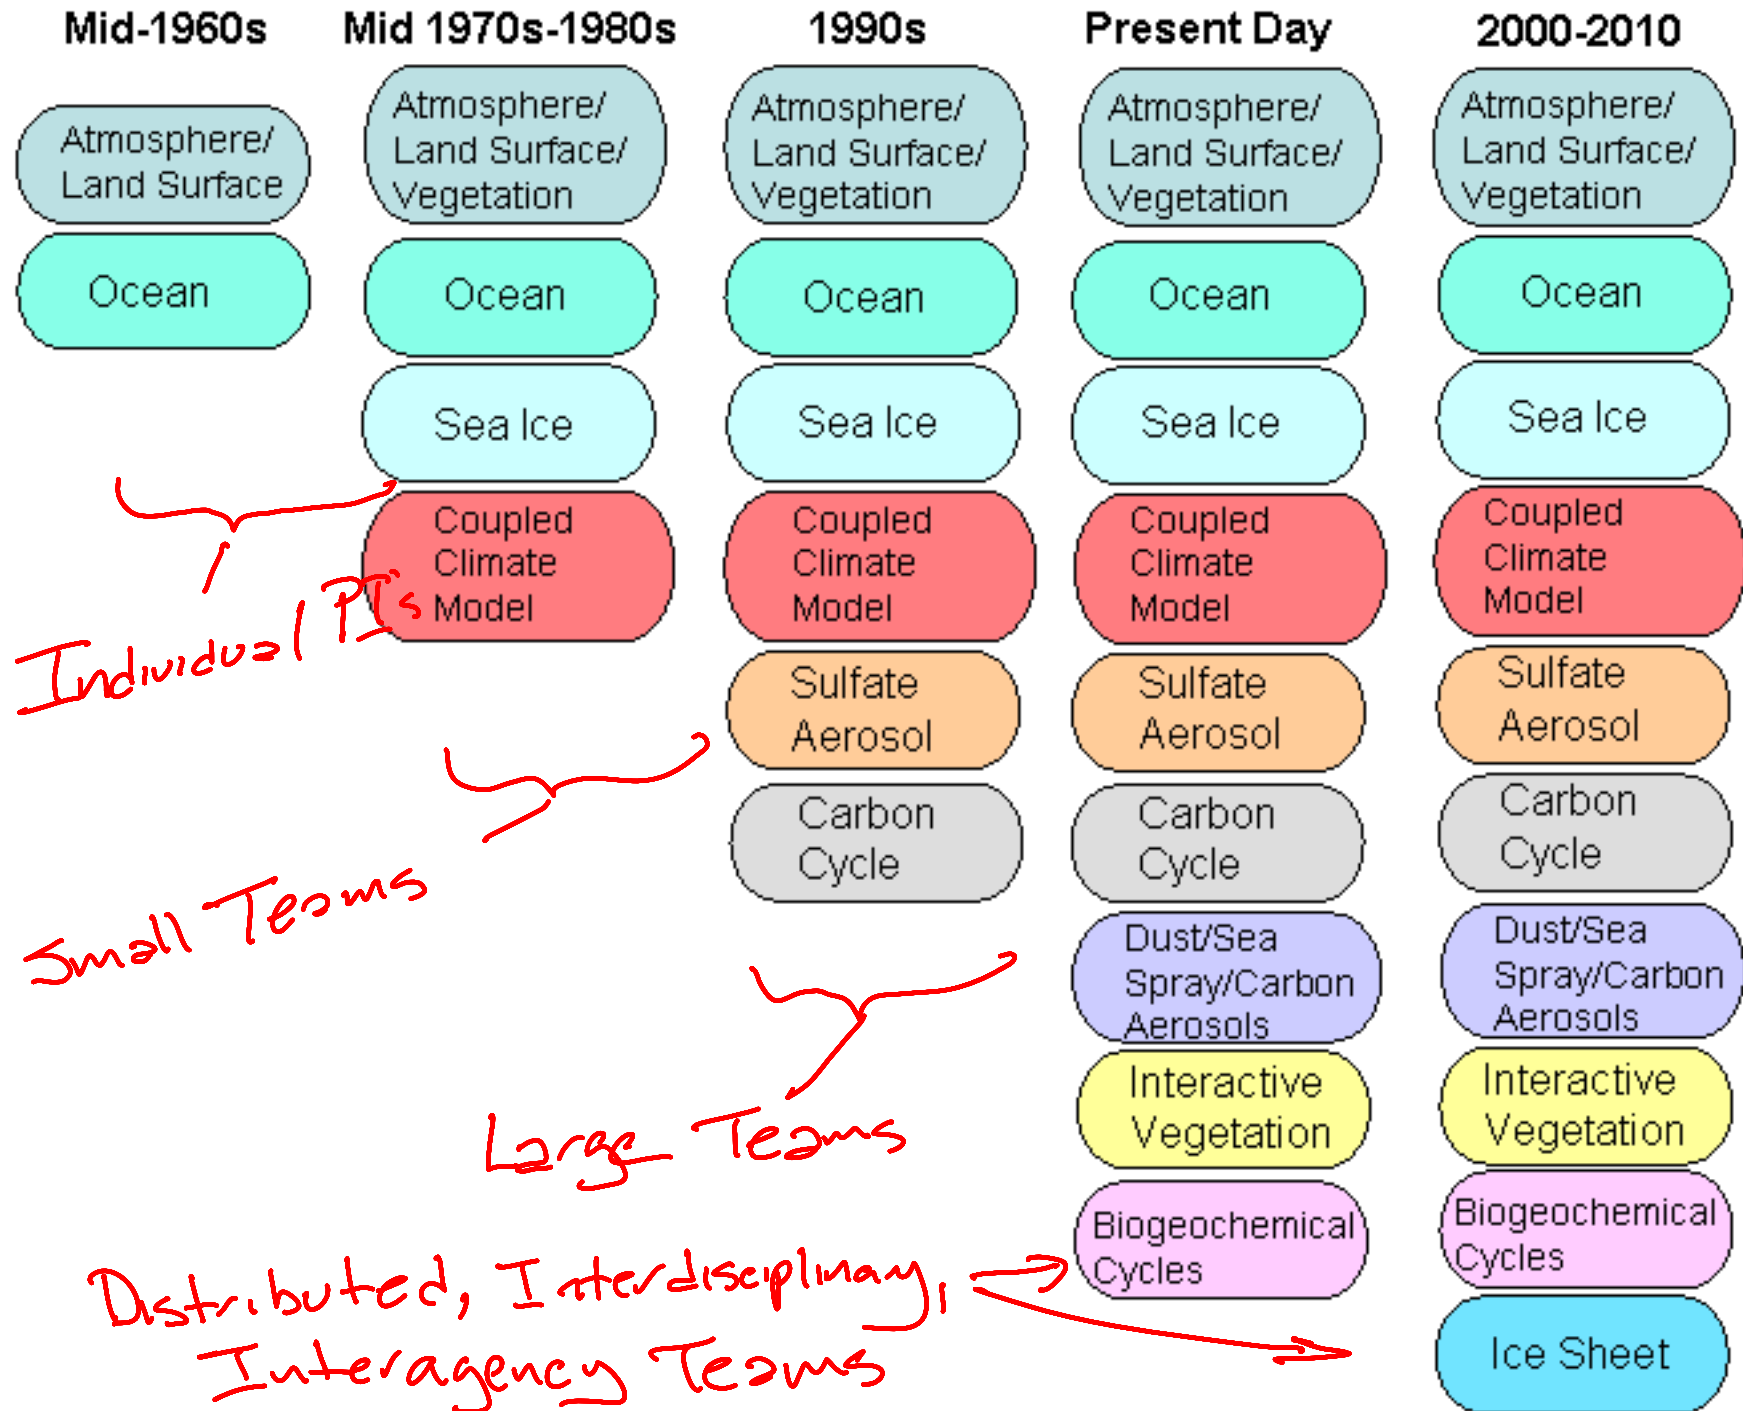 Mid-1960s
Atmosphere/
Land Surface
Ocean
Mid 1970s-1980s
Atmosphere/
Land Surface/
Vegetation
Ocean
Sea Ice
Coupled
Climate
Model
1990s
Atmosphere/
Land Surface/
Vegetation
Ocean
Sea Ice
Coupled
Climate
Model
Sulfate
Aerosol
Carbon
Cycle
Present Day
Atmosphere/
Land Surface/
Vegetation
Ocean
Sea Ice
Coupled
Climate
Model
Sulfate
Aerosol
Carbon
Cycle
Dust/Sea
Spray/Carbon
Aerosols
Interactive
Vegetation
Biogeochemical
Cycles
2000-2010
Atmosphere/
Land Surface/
Vegetation
Ocean
Sea Ice
Coupled
Climate
Model
Sulfate
Aerosol
Carbon
Cycle
Dust/Sea
Spray/Carbon
Aerosols
Interactive
Vegetation
Biogeochemical
Cycles
Ice Sheet
Individual PI's
Small Teams
Large Teams
Distributed, Interdisciplinary,
Interagency Teams